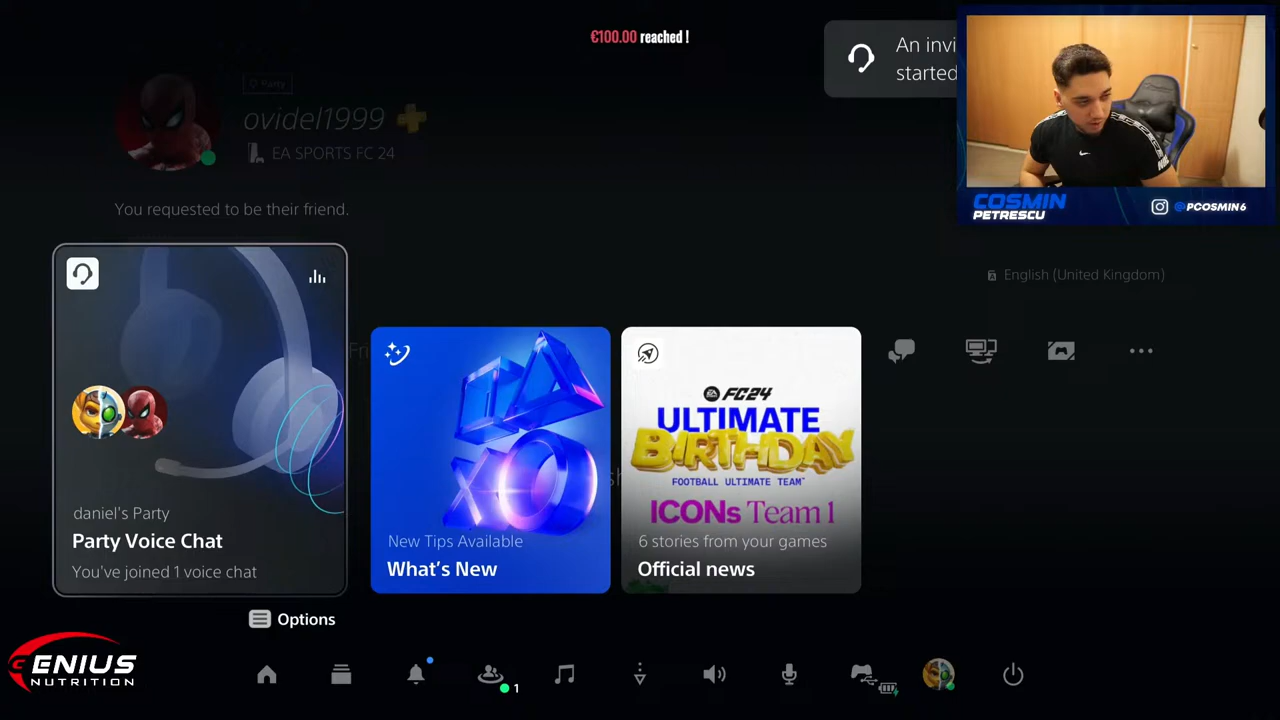 €100.00 reached !
An invi
started
Party
ovidel1999
EA SPORTS FC 24
You requested to be their friend.
COSMIN
PETRESCU
@PCOSMIN6
English (United Kingdom)
Fri
FC24
ULTIMATE
BIRTHDAY
FOOTBALL ULTIMATE TEAM™
ICONs Team 1
daniel's Party
Party Voice Chat
You've joined 1 voice chat
New Tips Available
What's New
6 stories from your games
Official news
Options
1
GENIUS
NUTRITION